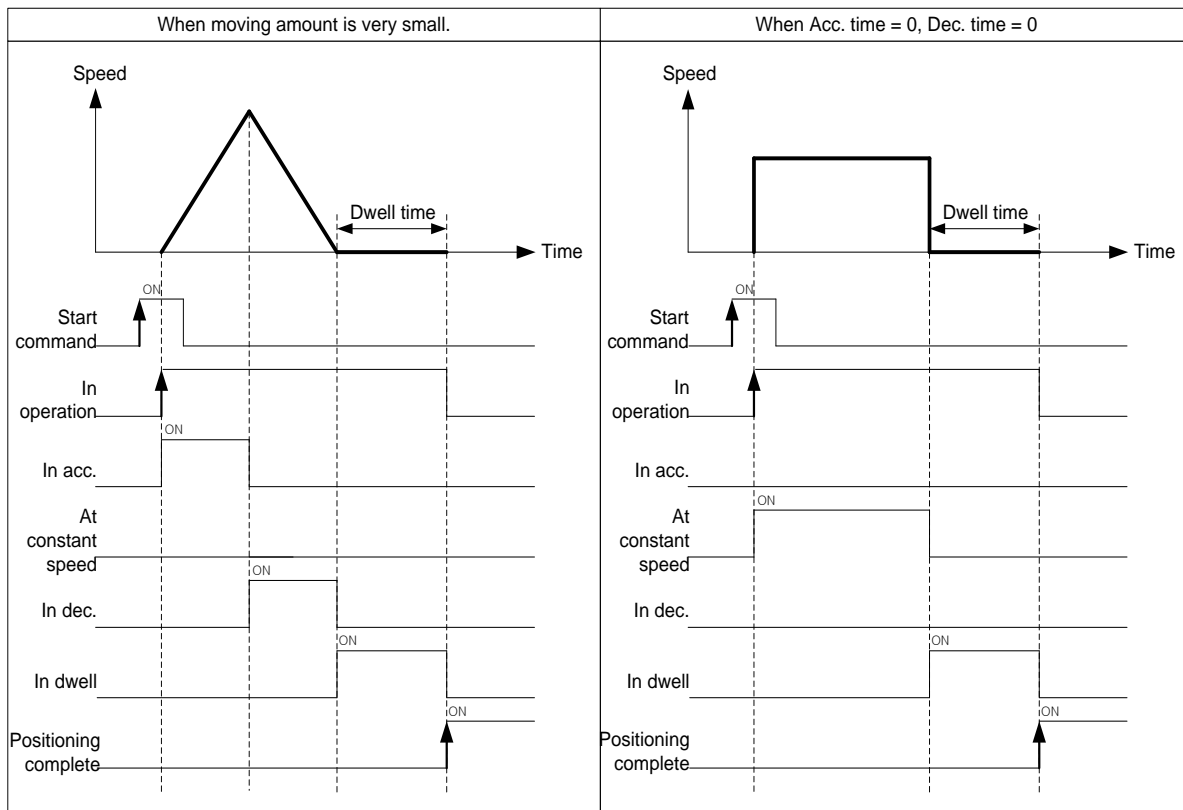 When moving amount is very small.
Speed
Dwell time
Time
ON
Start
command
In
operation
ON
In acc.
At
constant
speed
ON
In dec.
ON
In dwell
ON
Positioning
complete
When Acc. time = 0, Dec. time = 0
Speed
Dwell time
Time
ON
Start
command
In
operation
In acc.
ON
At
constant
speed
In dec.
ON
In dwell
ON
Positioning
complete